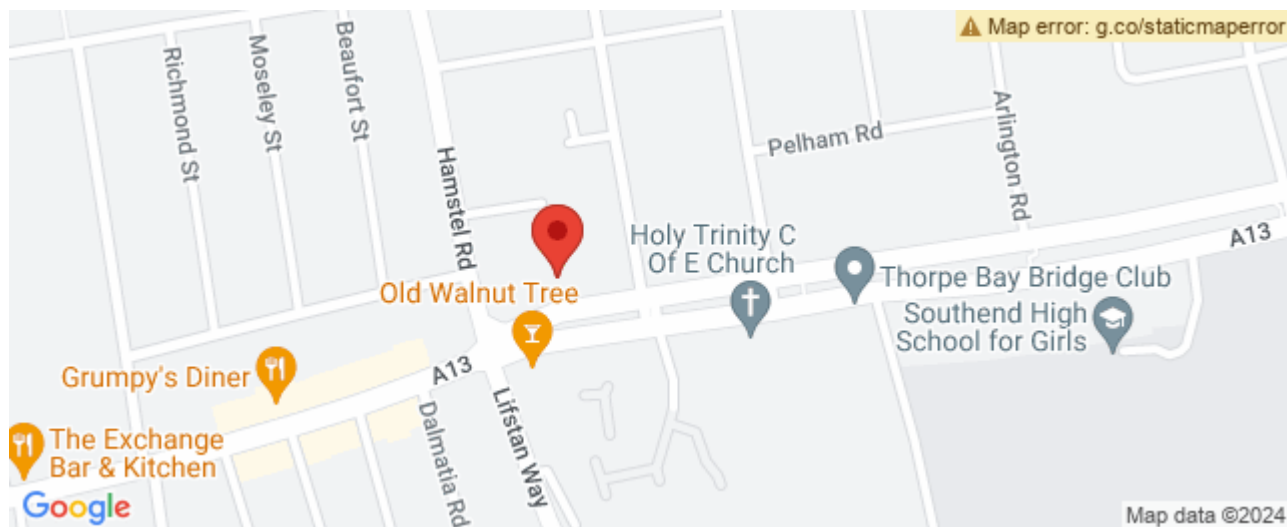 Map error: g.co/staticmaperror
Richmond St
Moseley St
Beaufort St
Hamstel Rd
Pelham Rd
Arlington Rd
Holy Trinity C
Of E Church
A13
Old Walnut Tree
Thorpe Bay Bridge Club
Southend High
School for Girls
Grumpy's Diner
A13
Dalmatia Rd
Lifstan Way
The Exchange
Bar & Kitchen
Google
Map data ©2024